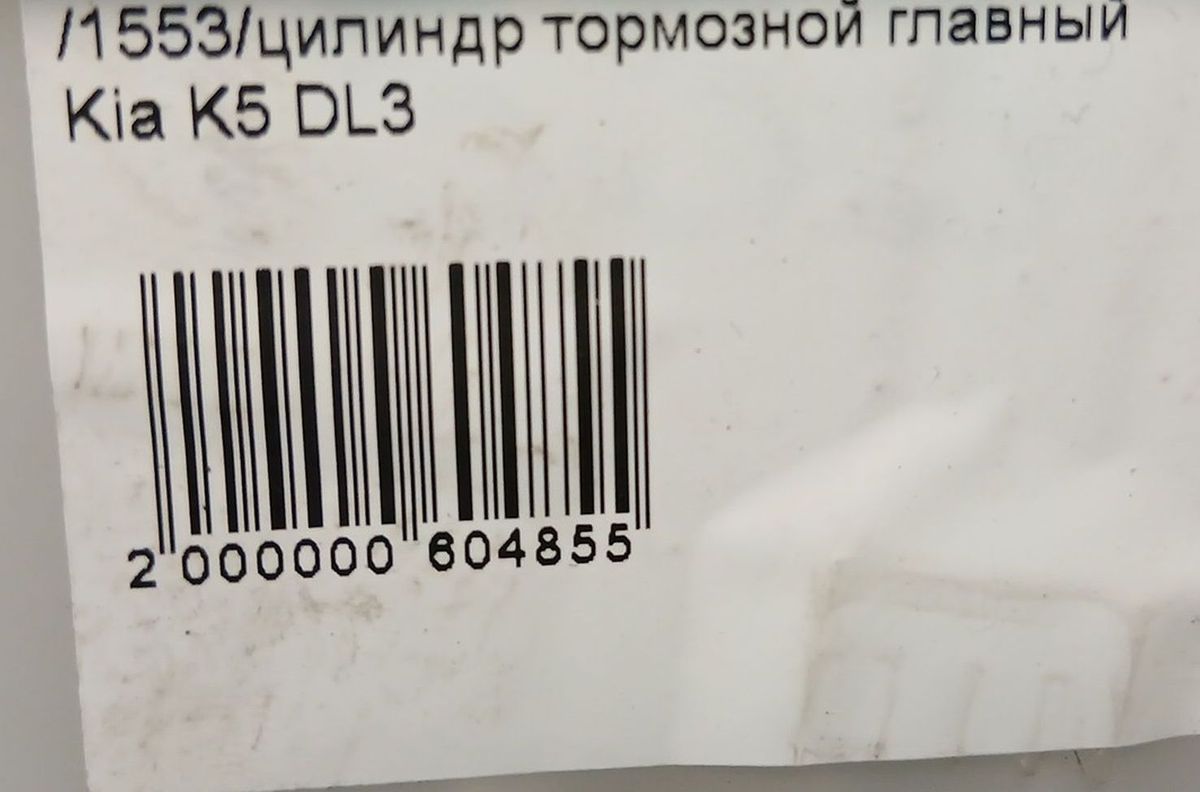 /1553/цилиндр тормозной главный
Kia K5 DL3
2 000000 604855